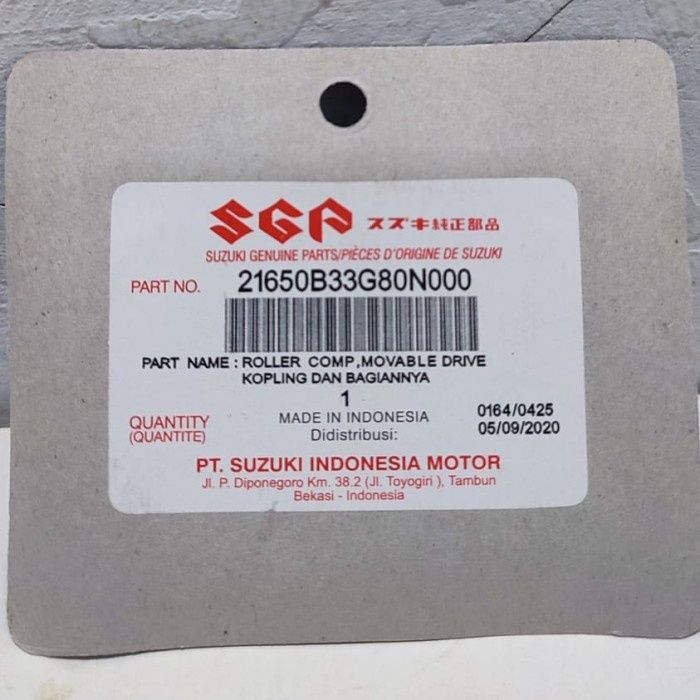 SGP スズキ純正部品
SUZUKI GENUINE PARTS/PIÈCES D'ORIGINE DE SUZUKI
PART NO. 21650B33G80N000
PART NAME : ROLLER COMP,MOVABLE DRIVE
KOPLING DAN BAGIANNYA
1
QUANTITY
(QUANTITE)
MADE IN INDONESIA
Didistribusi:
0164/0425
05/09/2020
PT. SUZUKI INDONESIA MOTOR
Jl. P. Diponegoro Km. 38.2 (Jl. Toyogiri ), Tambun
Bekasi - Indonesia